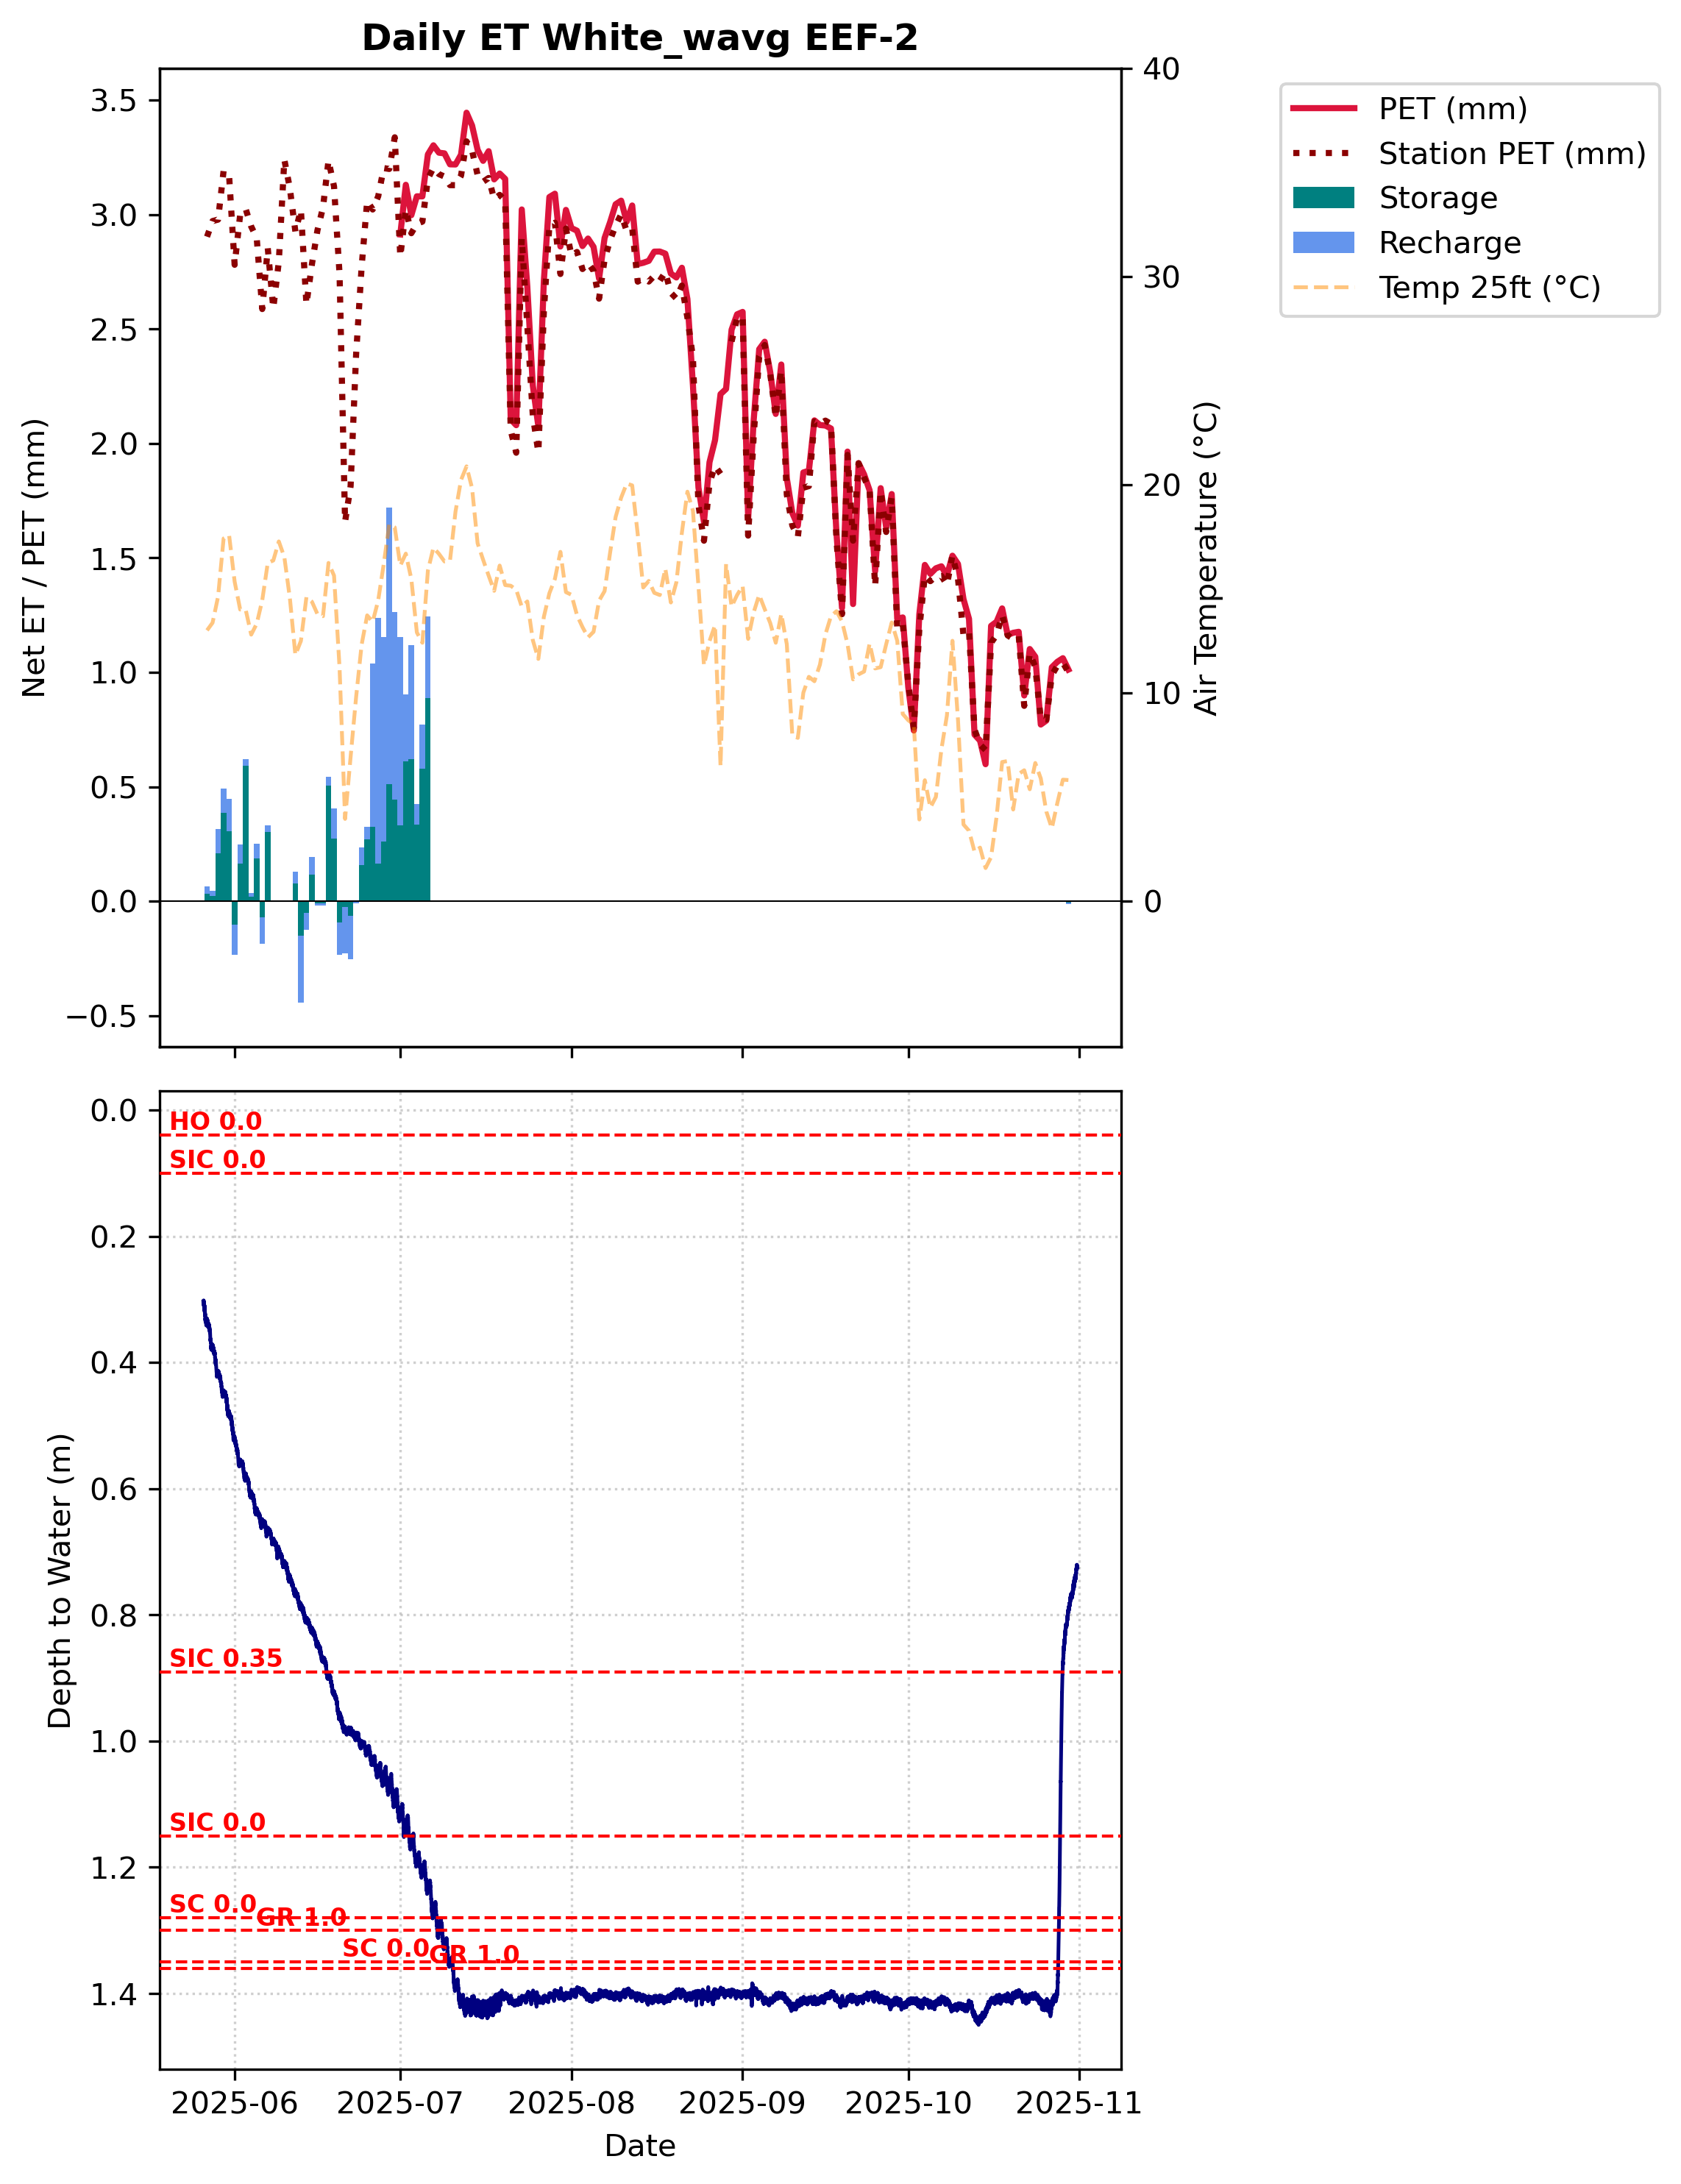 Daily ET White_wavg EEF-2
Net ET / PET (mm)
3.5
3.0
2.5
2.0
1.5
1.0
0.5
0.0
−0.5
40
30
20
10
0
Air Temperature (°C)
PET (mm)
Station PET (mm)
Storage
Recharge
Temp 25ft (°C)
Depth to Water (m)
0.0
0.2
0.4
0.6
0.8
1.0
1.2
1.4
HO 0.0
SIC 0.0
SIC 0.35
SIC 0.0
SC 0.0
GR 1.0
SC 0.0
GR 1.0
2025-06
2025-07
2025-08
2025-09
2025-10
2025-11
Date